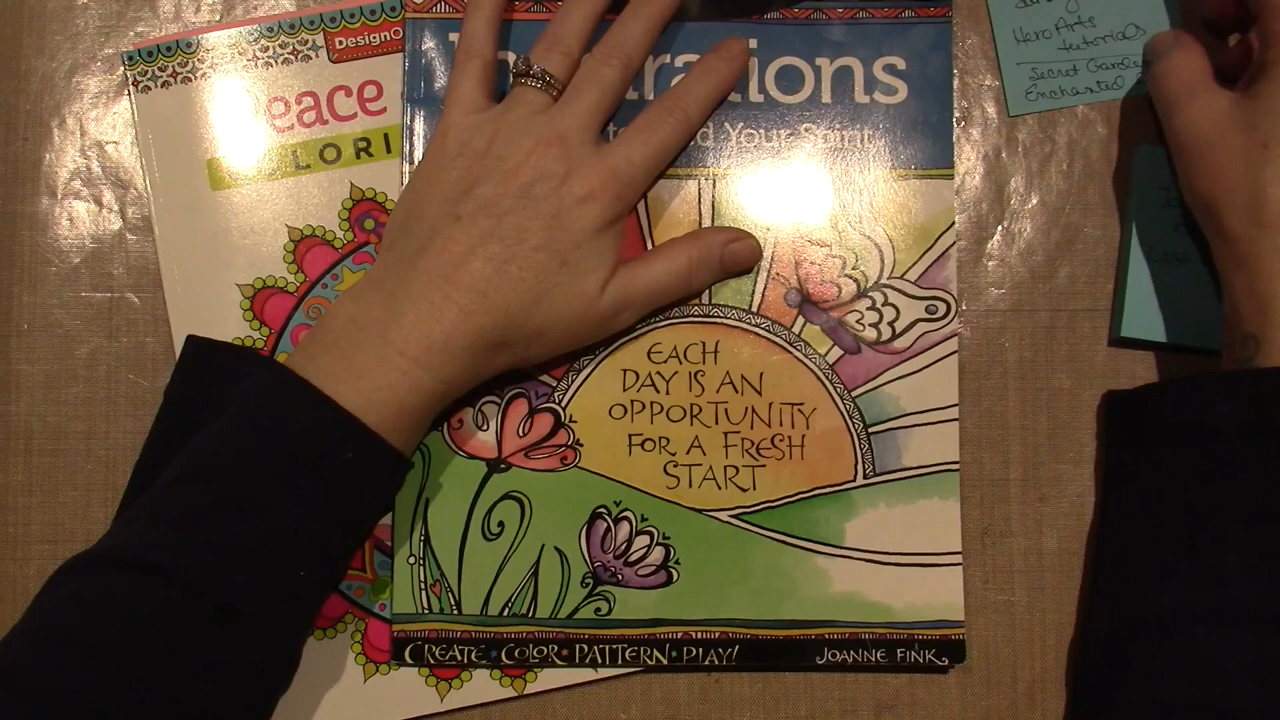 DesignO
eace
LORI
rations
Your Spirit
EACH
DAY IS AN
OPPORTUNITY
FOR A FRESH
START
CREATE COLOR PATTERN PLAY!
JOANNE FINK
Hero Arts
tutorials
Secret Garde
Enchanted